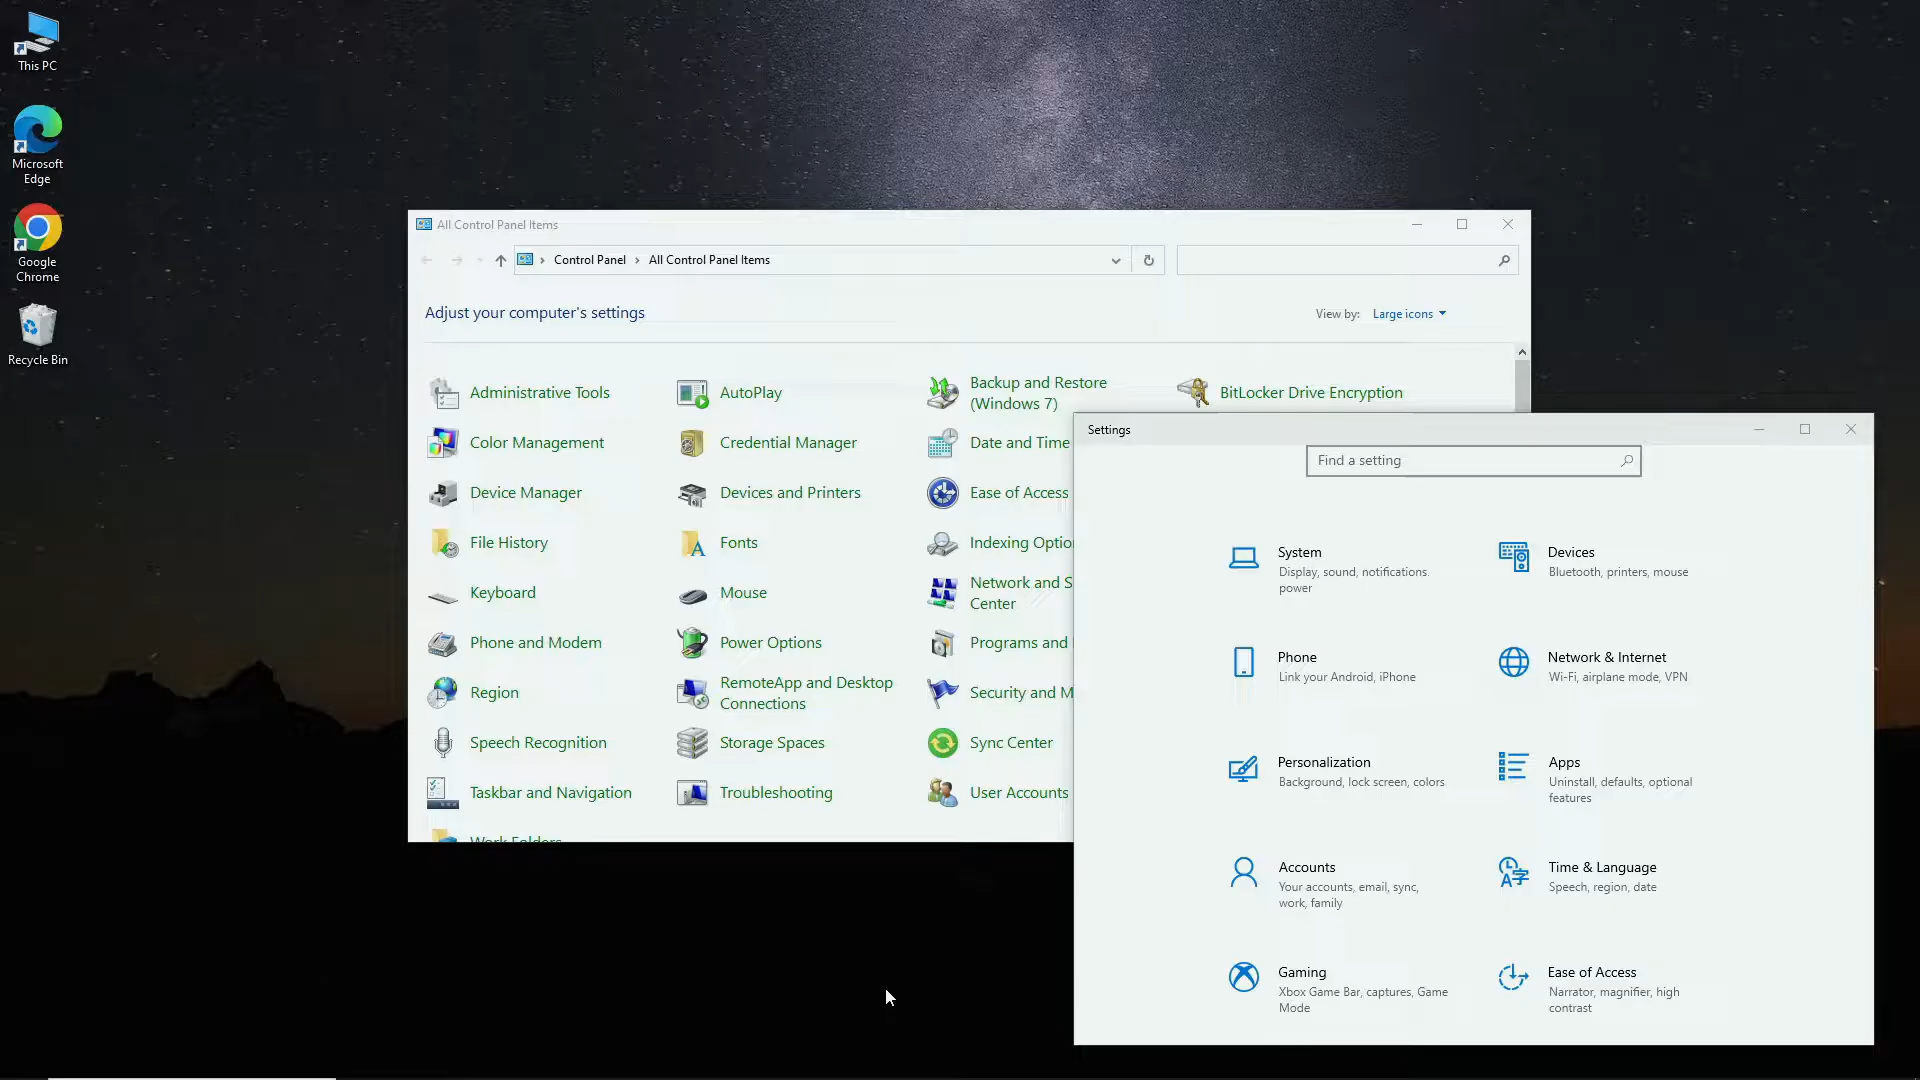 This PC
Microsoft
Edge
Google
Chrome
Recycle Bin
All Control Panel Items
Control Panel
All Control Panel Items
Adjust your computer's settings
View by:
Large icons
Administrative Tools
AutoPlay
Backup and Restore
(Windows 7)
BitLocker Drive Encryption
Color Management
Credential Manager
Date and Time
Device Manager
Devices and Printers
Ease of Access
File History
Fonts
Indexing Optio
Keyboard
Mouse
Network and S
Center
Phone and Modem
Power Options
Programs and
Region
RemoteApp and Desktop
Connections
Security and M
Speech Recognition
Storage Spaces
Sync Center
Taskbar and Navigation
Troubleshooting
User Accounts
Work Folders
Settings
Find a setting
System
Display, sound, notifications,
power
Devices
Bluetooth, printers, mouse
Phone
Link your Android, iPhone
Network & Internet
Wi-Fi, airplane mode, VPN
Personalization
Background, lock screen, colors
Apps
Uninstall, defaults, optional
features
Accounts
Your accounts, email, sync,
work, family
Time & Language
Speech, region, date
Gaming
Xbox Game Bar, captures, Game
Mode
Ease of Access
Narrator, magnifier, high
contrast